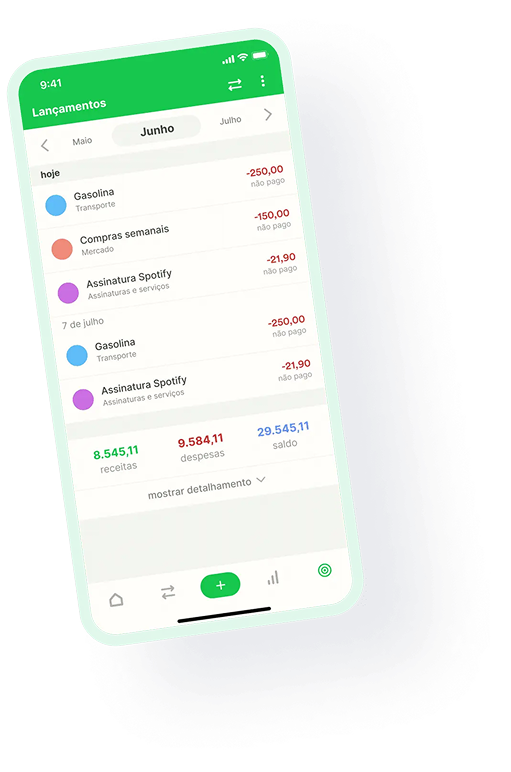 9:41
Lançamentos
Maio Junho Julho
hoje
Gasolina -250,00
Transporte não pago
Compras semanais -150,00
Mercado não pago
Assinatura Spotify -21,90
Assinaturas e serviços não pago
7 de julho
Gasolina -250,00
Transporte não pago
Assinatura Spotify -21,90
Assinaturas e serviços não pago
8.545,11 9.584,11 29.545,11
receitas despesas saldo
mostrar detalhamento